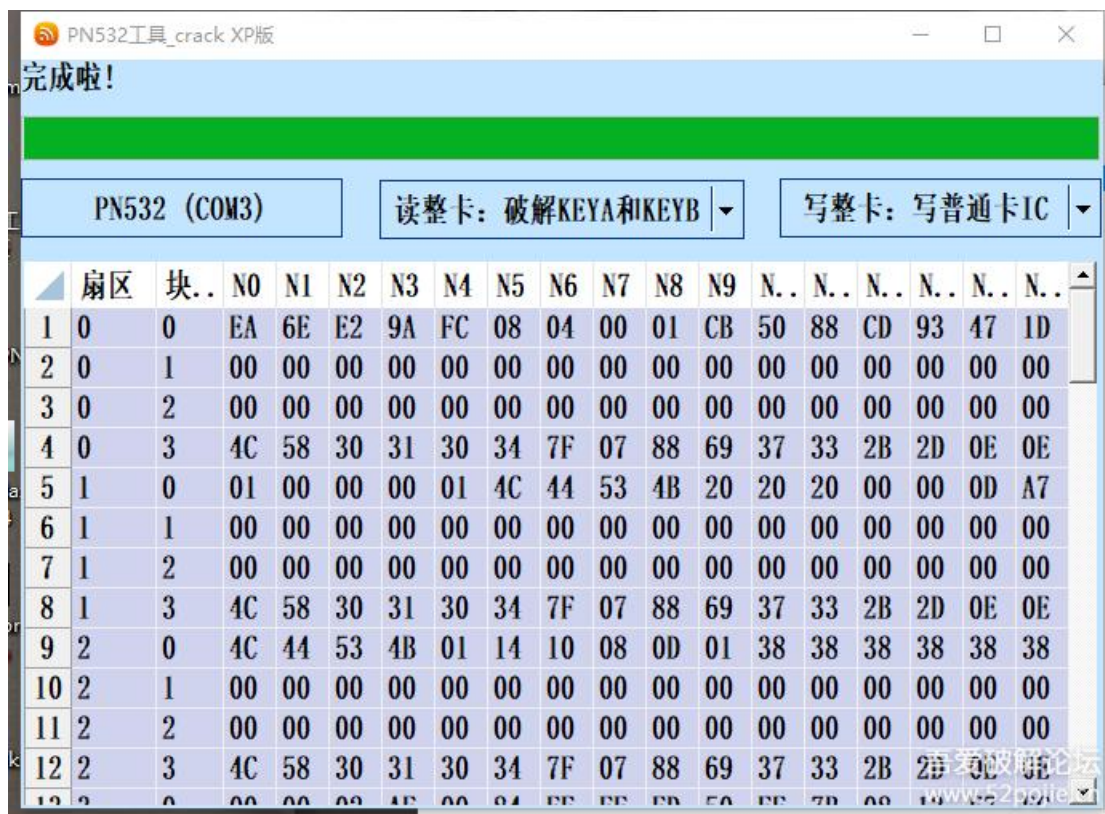 PN532工具_crack XP版
完成啦!
PN532 (COM3) 读整卡: 破解KEYA和KEYB 写整卡: 写普通卡IC
扇区 块.. N0 N1 N2 N3 N4 N5 N6 N7 N8 N9 N.. N.. N.. N.. N.. N..
1 0 0 EA 6E E2 9A FC 08 04 00 01 CB 50 88 CD 93 47 1D
2 0 1 00 00 00 00 00 00 00 00 00 00 00 00 00 00 00 00
3 0 2 00 00 00 00 00 00 00 00 00 00 00 00 00 00 00 00
4 0 3 4C 58 30 31 30 34 7F 07 88 69 37 33 2B 2D 0E 0E
5 1 0 01 00 00 00 01 4C 44 53 4B 20 20 20 00 00 0D A7
6 1 1 00 00 00 00 00 00 00 00 00 00 00 00 00 00 00 00
7 1 2 00 00 00 00 00 00 00 00 00 00 00 00 00 00 00 00
8 1 3 4C 58 30 31 30 34 7F 07 88 69 37 33 2B 2D 0E 0E
9 2 0 4C 44 53 4B 01 14 10 08 0D 01 38 38 38 38 38 38
10 2 1 00 00 00 00 00 00 00 00 00 00 00 00 00 00 00 00
11 2 2 00 00 00 00 00 00 00 00 00 00 00 00 00 00 00 00
12 2 3 4C 58 30 31 30 34 7F 07 88 69 37 33 2B 2D
吾爱破解论坛
www.52pojie.cn